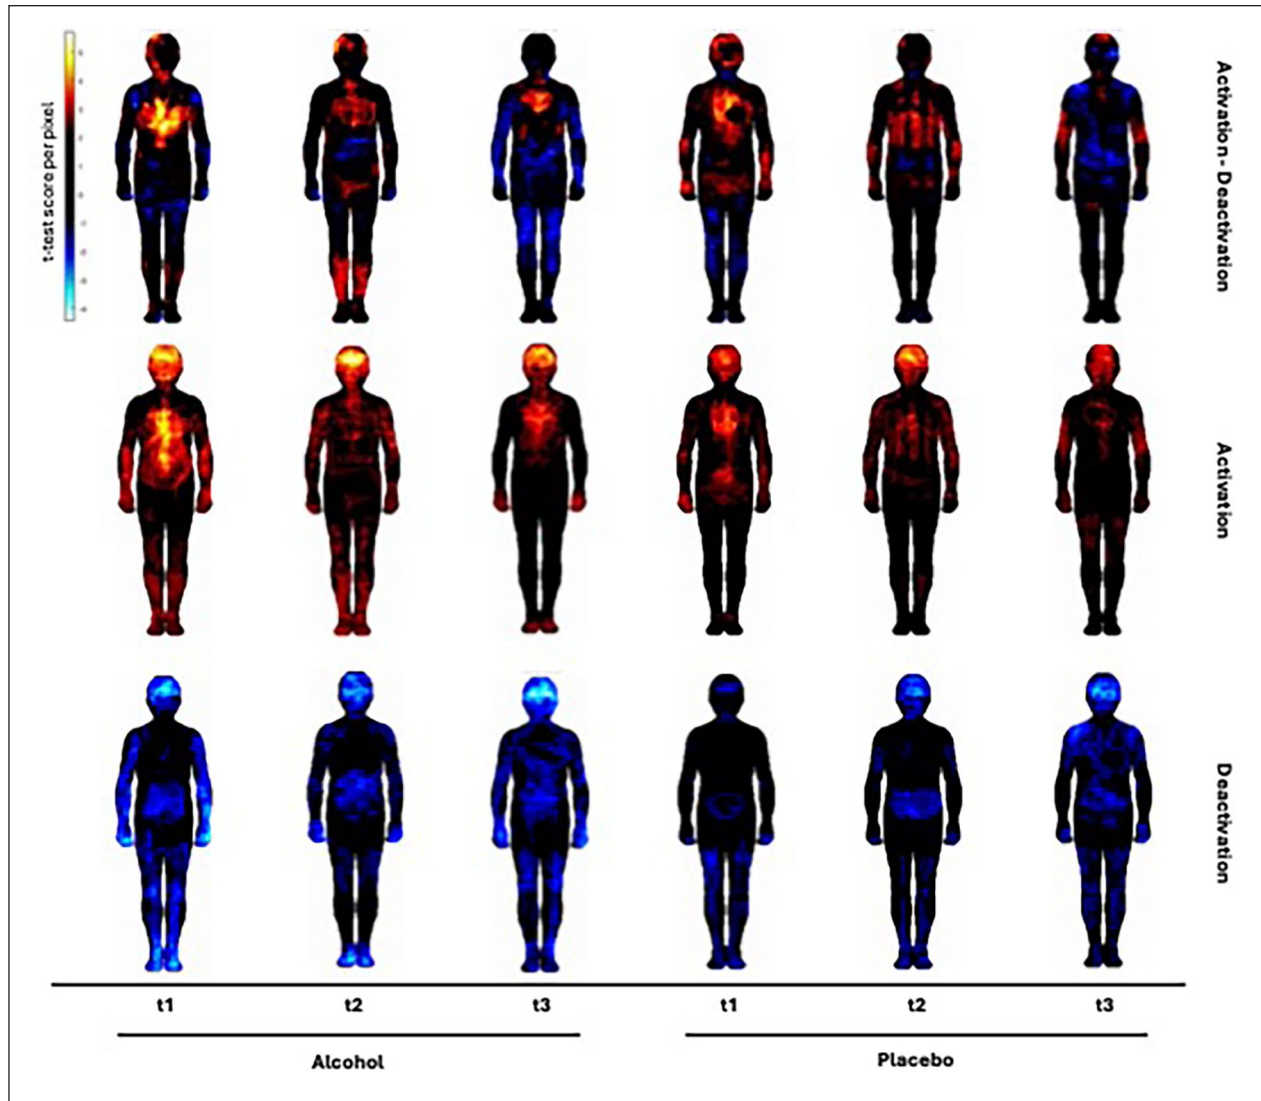 t-test score per pixel
Activation - Deactivation
Activation
Deactivation
t1
t2
t3
t1
t2
t3
Alcohol
Placebo